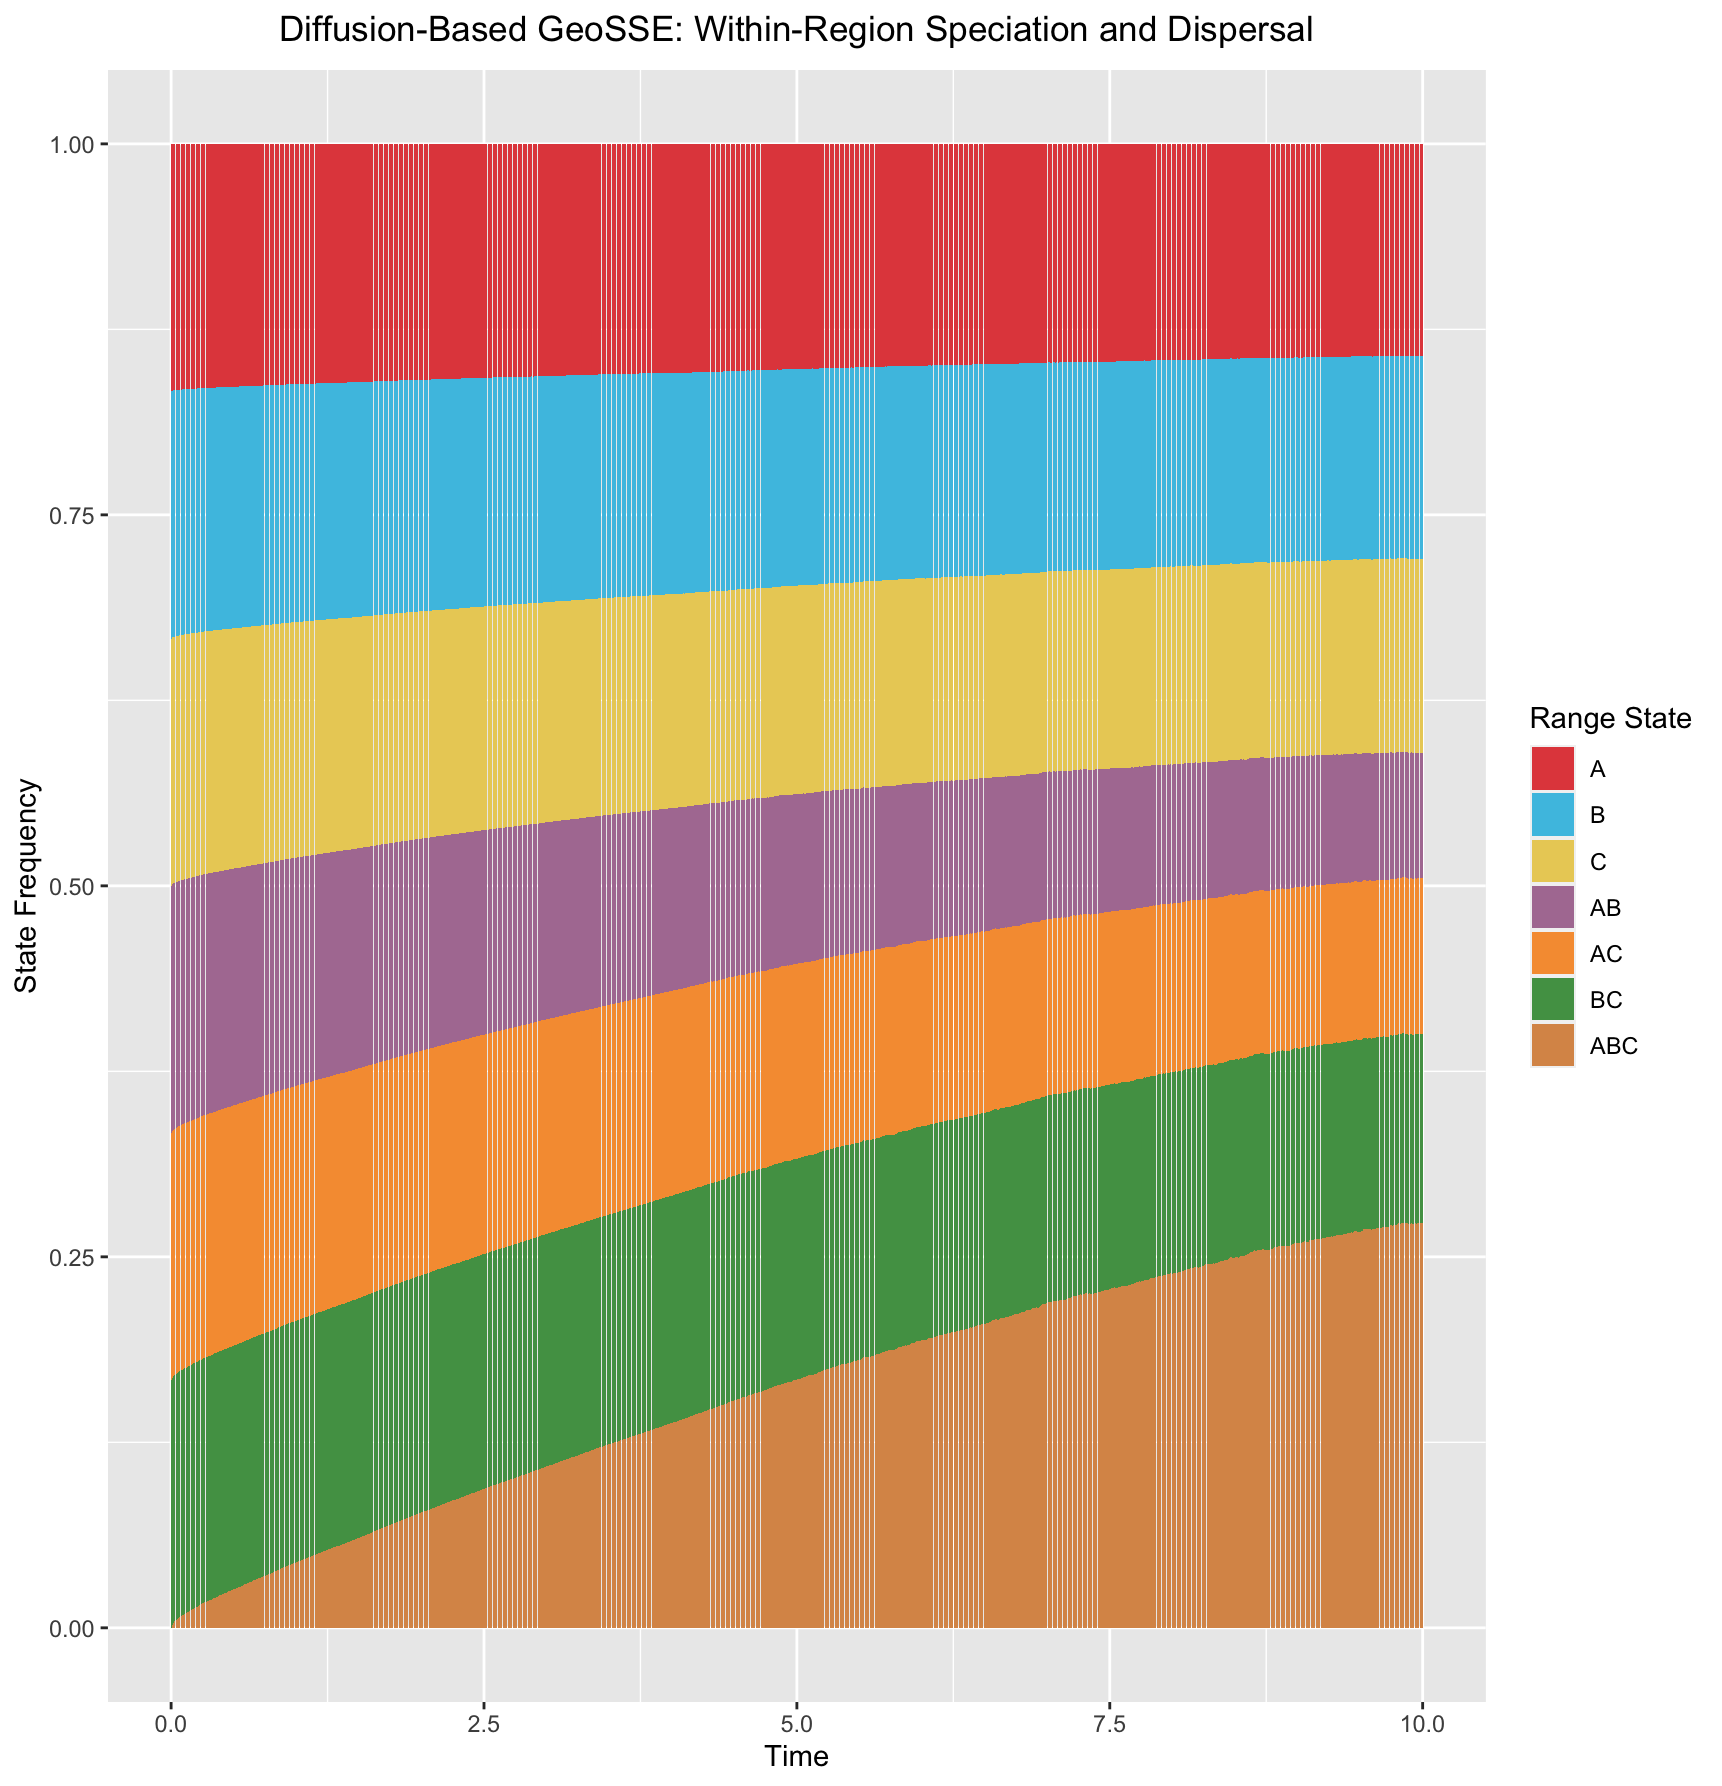 Diffusion-Based GeoSSE: Within-Region Speciation and Dispersal
1.00
0.75
0.50
0.25
0.00
State Frequency
0.0
2.5
5.0
7.5
10.0
Time
Range State
A
B
C
AB
AC
BC
ABC